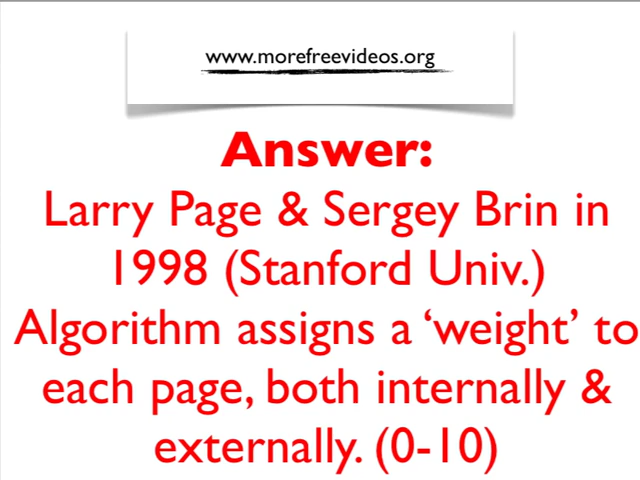 www.morefreevideos.org
Answer:
Larry Page & Sergey Brin in
1998 (Stanford Univ.)
Algorithm assigns a ‘weight’ to
each page, both internally &
externally. (0-10)